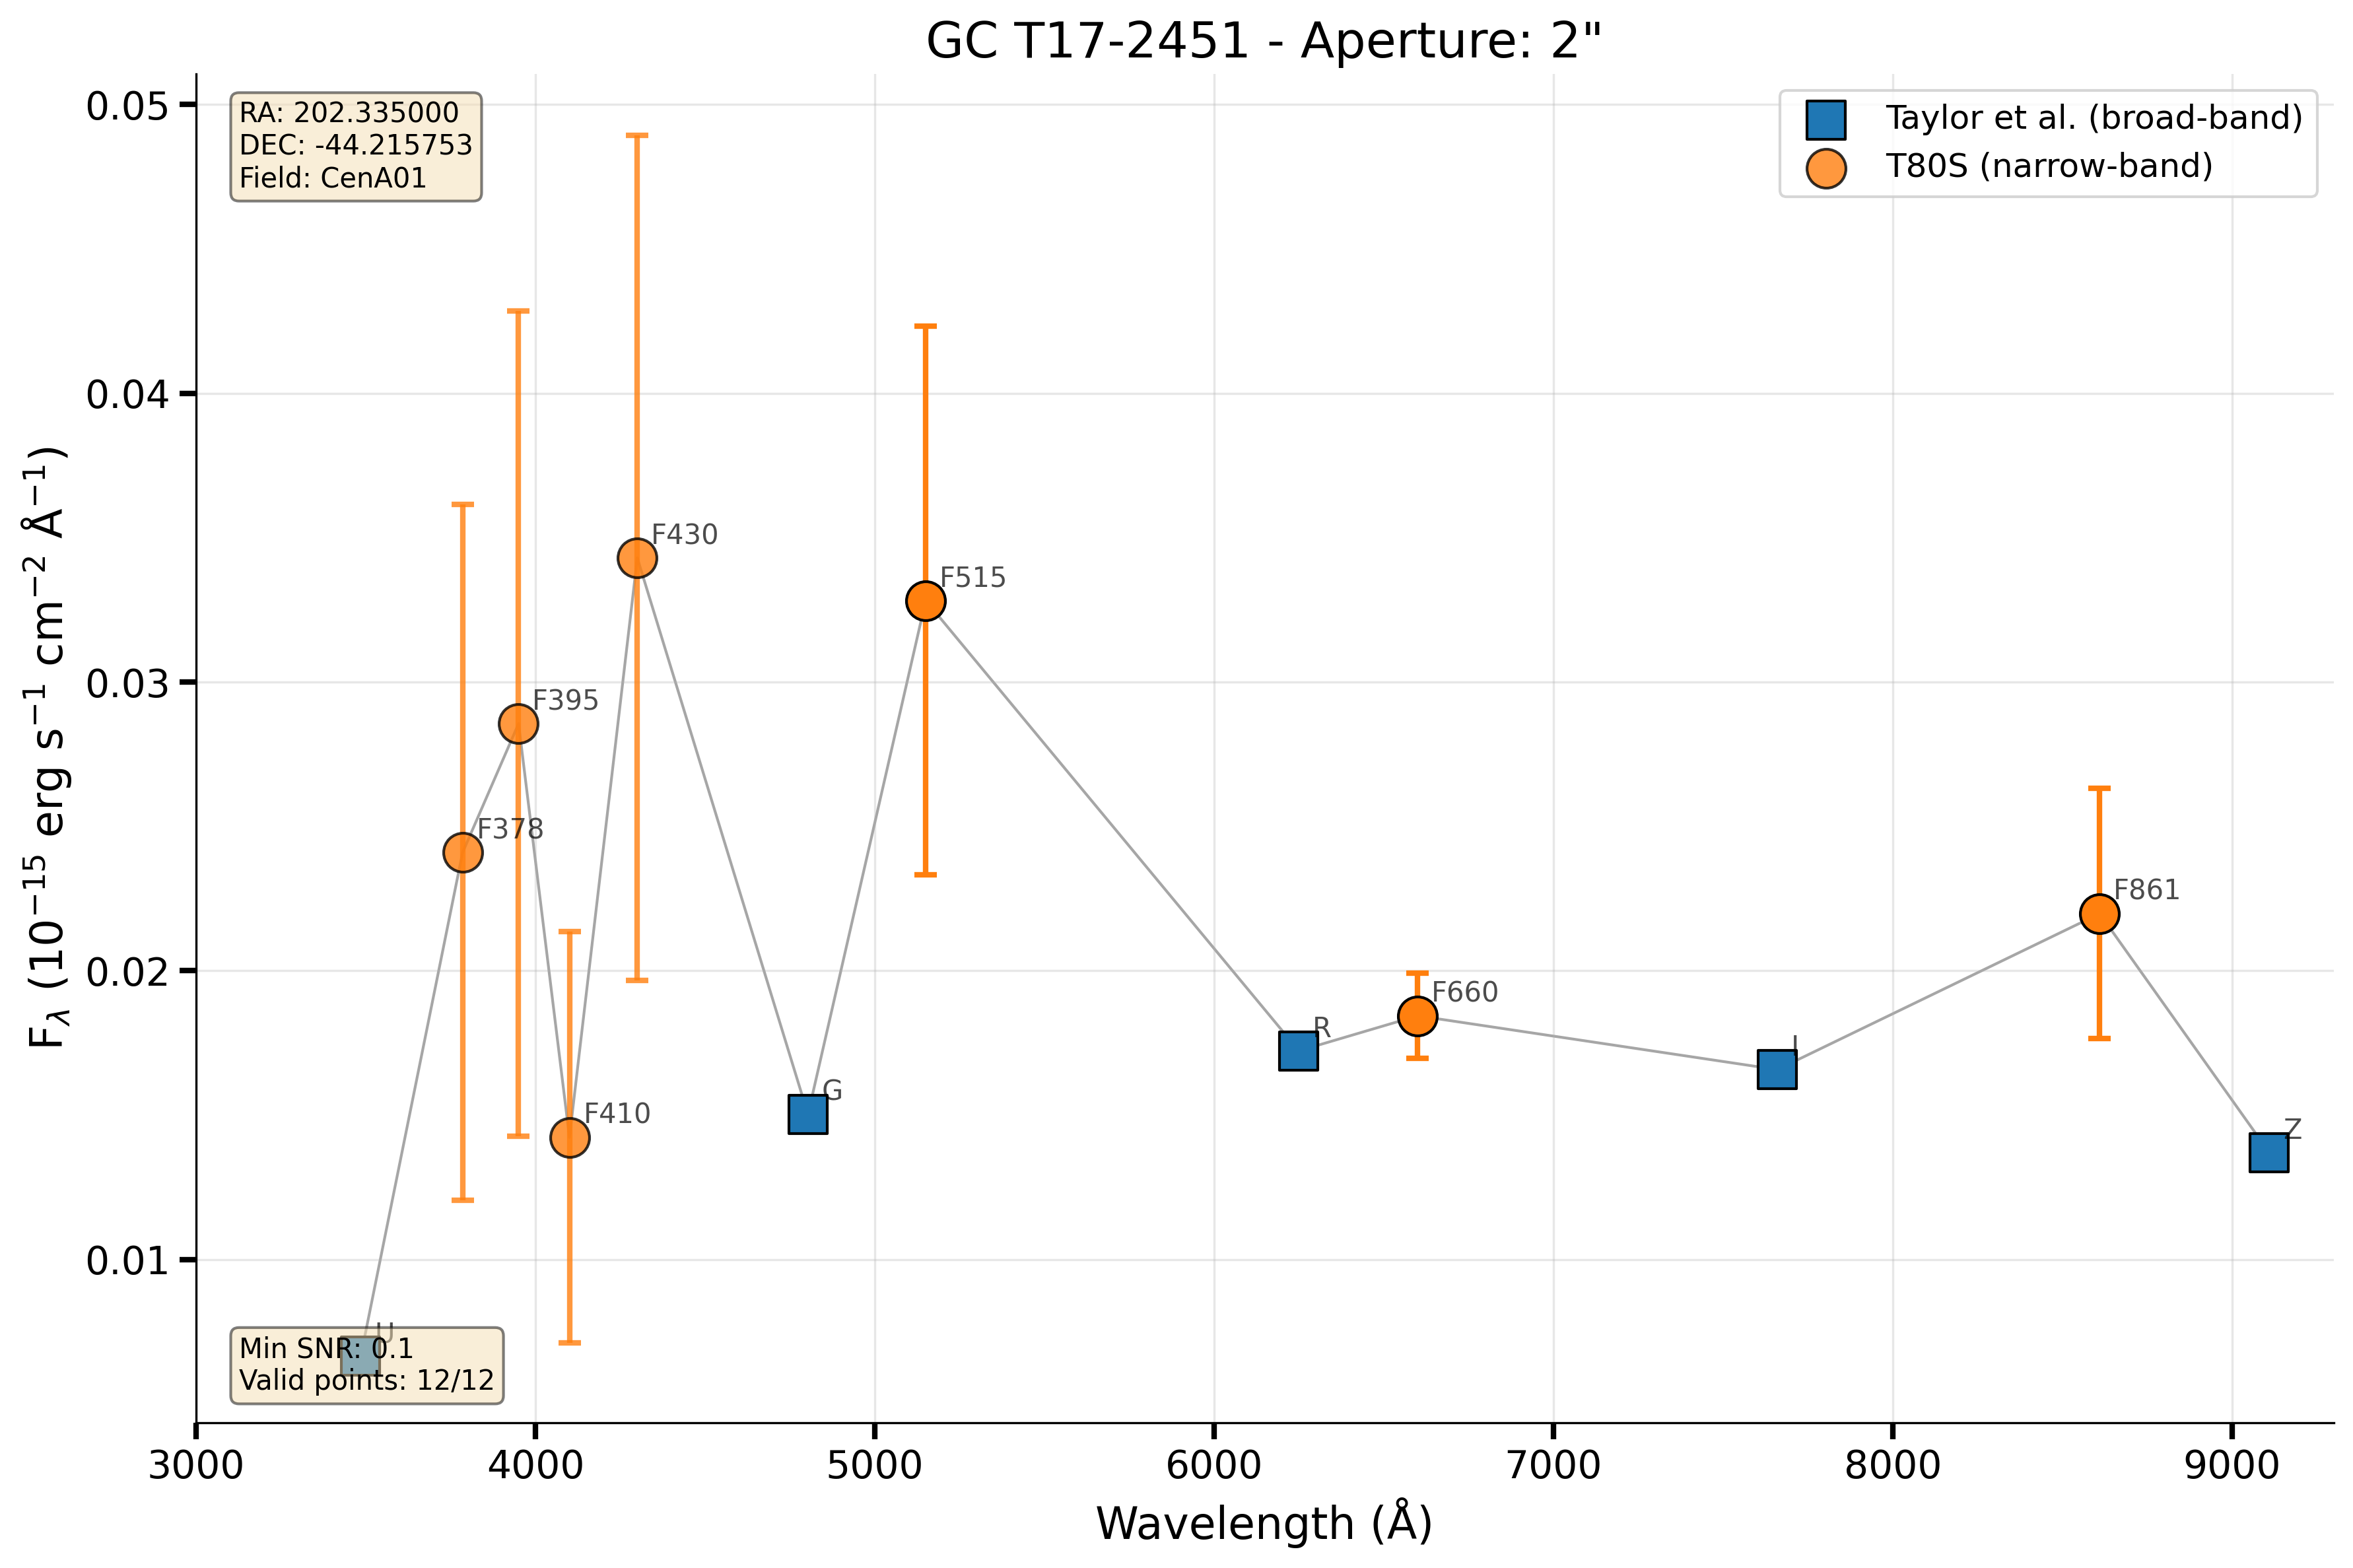 GC T17-2451 - Aperture: 2"
RA: 202.335000
DEC: -44.215753
Field: CenA01
Taylor et al. (broad-band)
T80S (narrow-band)
0.05
0.04
0.03
0.02
0.01
F_λ (10⁻¹⁵ erg s⁻¹ cm⁻² Å⁻¹)
F430
F515
F395
F378
F861
F660
R
I
F410
G
Z
U
Min SNR: 0.1
Valid points: 12/12
3000 4000 5000 6000 7000 8000 9000
Wavelength (Å)